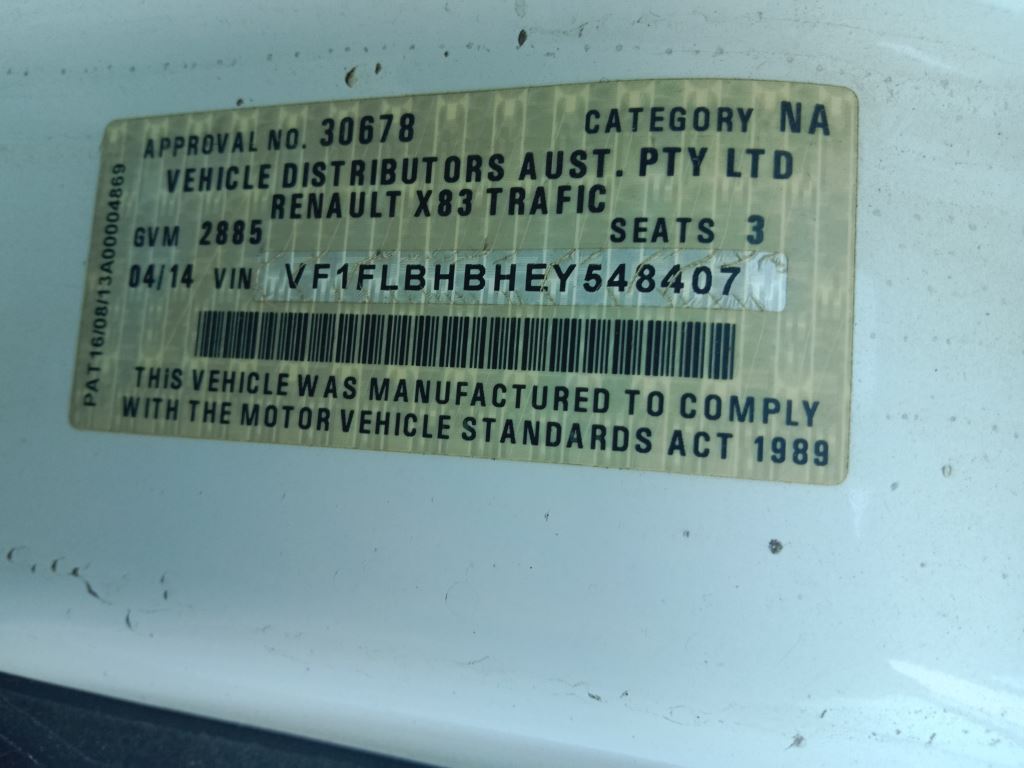 APPROVAL NO. 30678 CATEGORY NA
VEHICLE DISTRIBUTORS AUST. PTY LTD
RENAULT X83 TRAFIC
GVM 2885 SEATS 3
04/14 VIN VF1FLBHBHEY548407
THIS VEHICLE WAS MANUFACTURED TO COMPLY
WITH THE MOTOR VEHICLE STANDARDS ACT 1989
PAT16/08/13A00004869